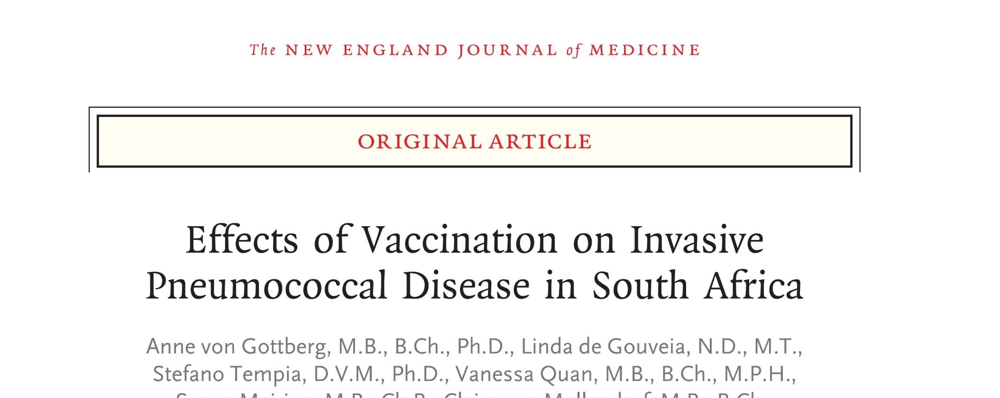 The NEW ENGLAND JOURNAL of MEDICINE
ORIGINAL ARTICLE
Effects of Vaccination on Invasive
Pneumococcal Disease in South Africa
Anne von Gottberg, M.B., B.Ch., Ph.D., Linda de Gouveia, N.D., M.T.,
Stefano Tempia, D.V.M., Ph.D., Vanessa Quan, M.B., B.Ch., M.P.H.,